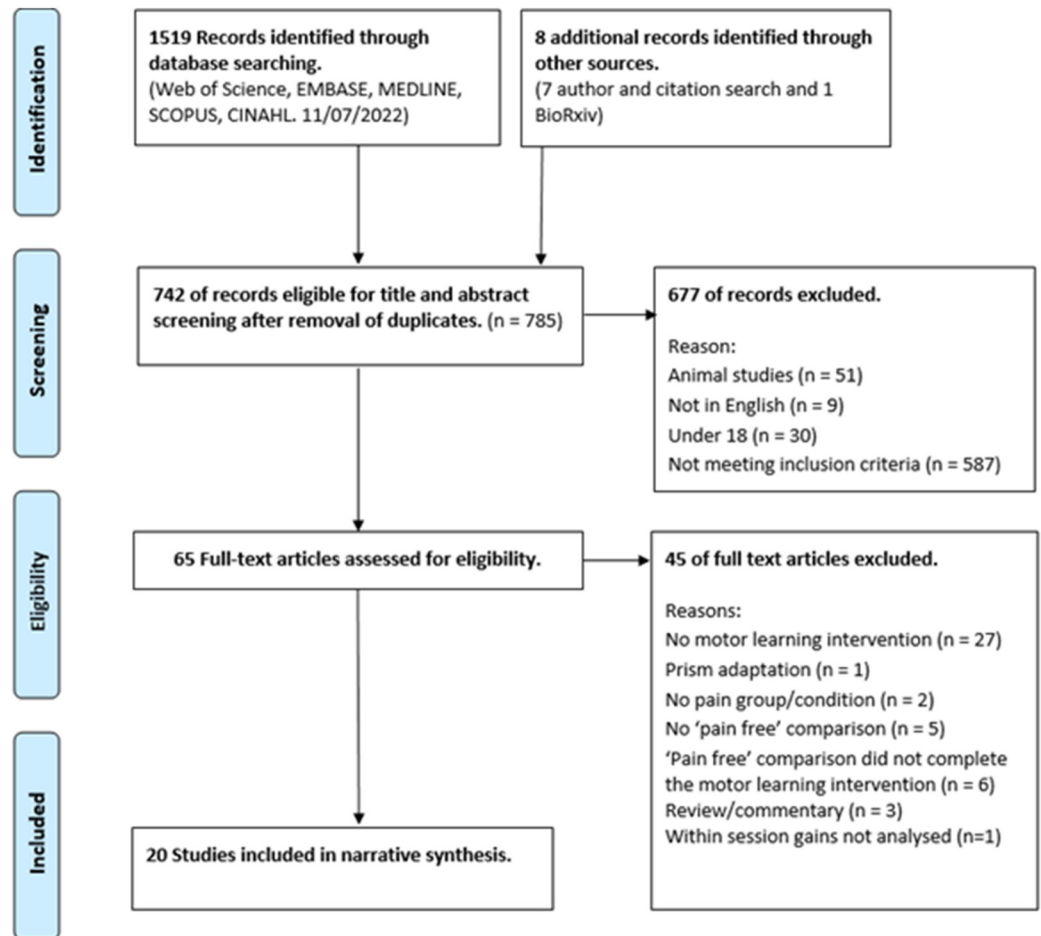 Identification
1519 Records identified through
database searching.
(Web of Science, EMBASE, MEDLINE,
SCOPUS, CINAHL. 11/07/2022)
8 additional records identified through
other sources.
(7 author and citation search and 1
BioRxiv)
Screening
742 of records eligible for title and abstract
screening after removal of duplicates. (n = 785)
677 of records excluded.
Reason:
Animal studies (n = 51)
Not in English (n = 9)
Under 18 (n = 30)
Not meeting inclusion criteria (n = 587)
Eligibility
65 Full-text articles assessed for eligibility.
45 of full text articles excluded.
Reasons:
No motor learning intervention (n = 27)
Prism adaptation (n = 1)
No pain group/condition (n = 2)
No ‘pain free’ comparison (n = 5)
‘Pain free’ comparison did not complete
the motor learning intervention (n = 6)
Review/commentary (n = 3)
Within session gains not analysed (n=1)
Included
20 Studies included in narrative synthesis.